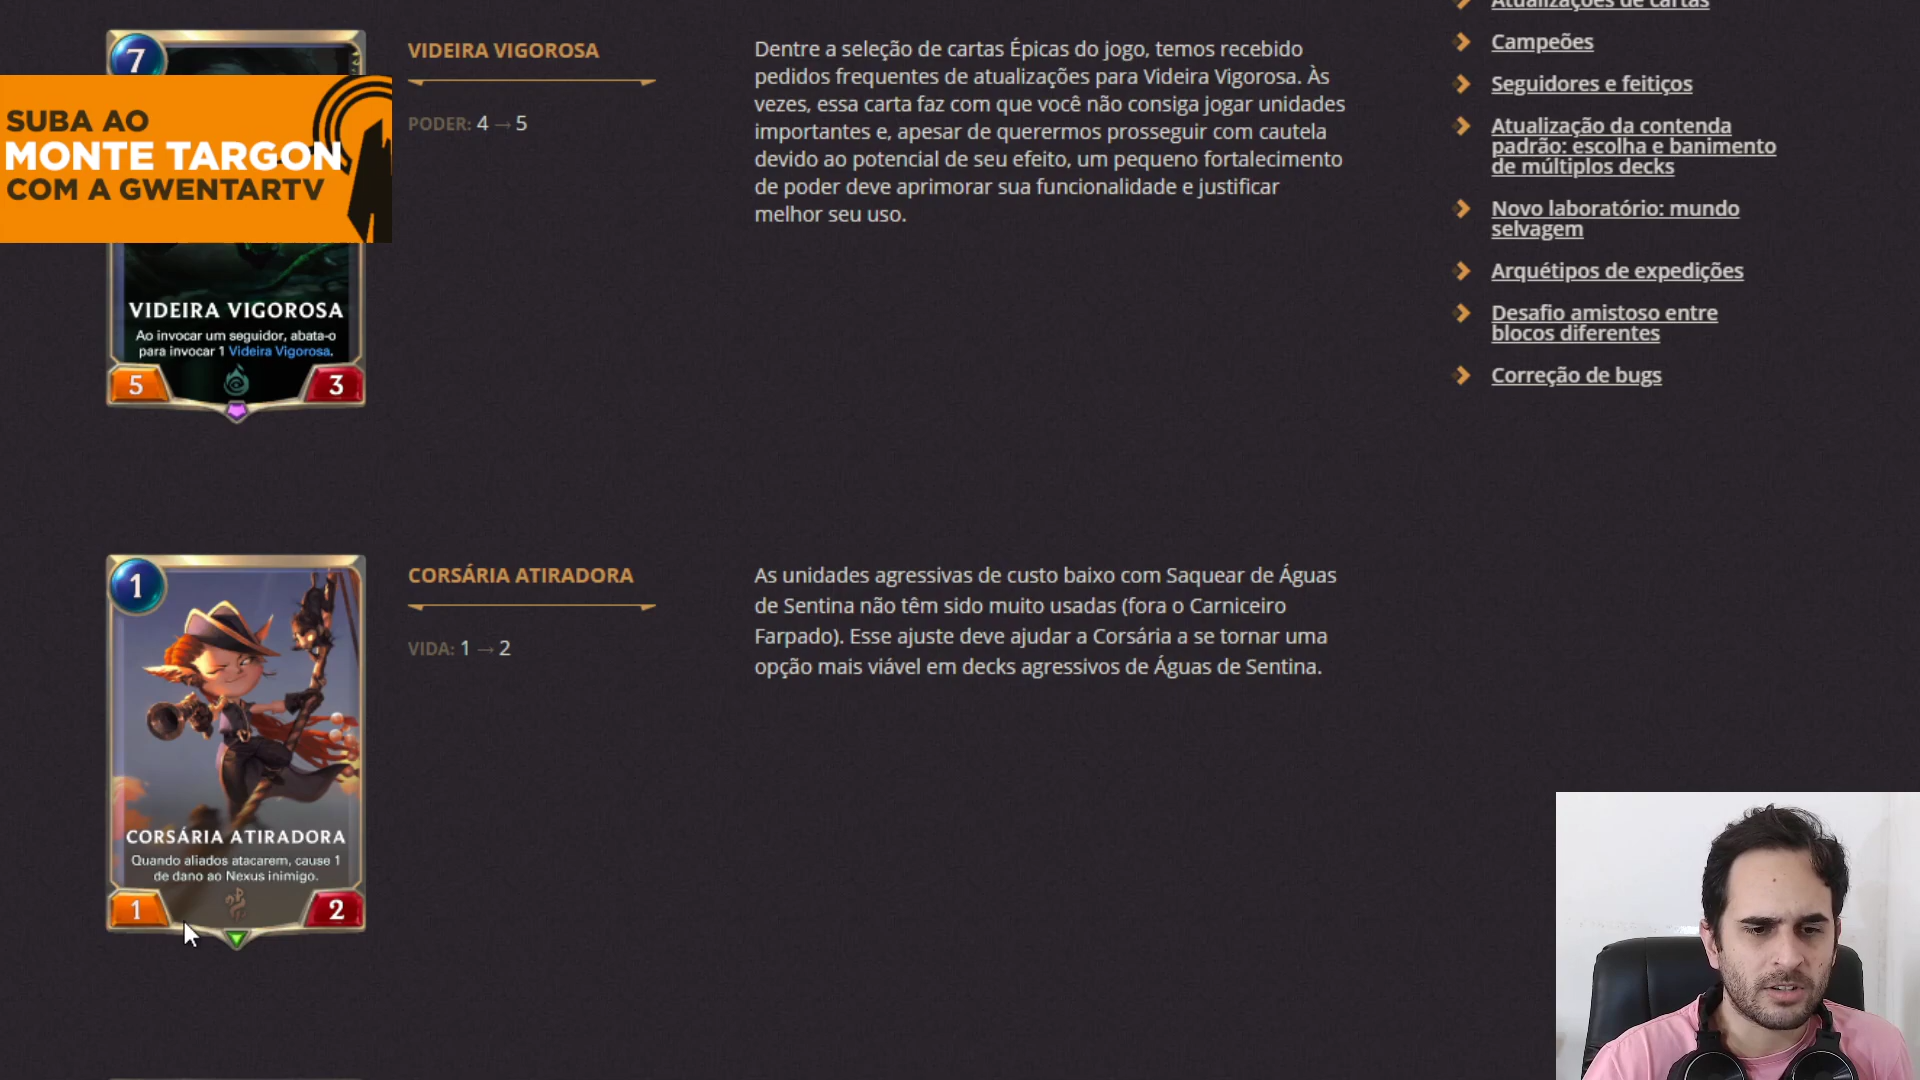 7
SUBA AO
MONTE TARGON
COM A GWENTARTV
VIDEIRA VIGOROSA
Ao invocar um seguidor, abata-o
para invocar 1 Videira Vigorosa.
5
3
VIDEIRA VIGOROSA
PODER: 4 → 5
Dentre a seleção de cartas Épicas do jogo, temos recebido
pedidos frequentes de atualizações para Videira Vigorosa. Às
vezes, essa carta faz com que você não consiga jogar unidades
importantes e, apesar de querermos prosseguir com cautela
devido ao potencial de seu efeito, um pequeno fortalecimento
de poder deve aprimorar sua funcionalidade e justificar
melhor seu uso.
1
CORSÁRIA ATIRADORA
Quando aliados atacarem, cause 1
de dano ao Nexus inimigo.
1
2
CORSÁRIA ATIRADORA
VIDA: 1 → 2
As unidades agressivas de custo baixo com Saquear de Águas
de Sentina não têm sido muito usadas (fora o Carniceiro
Farpado). Esse ajuste deve ajudar a Corsária a se tornar uma
opção mais viável em decks agressivos de Águas de Sentina.
Atualizações de cartas
Campeões
Seguidores e feitiços
Atualização da contenda
padrão: escolha e banimento
de múltiplos decks
Novo laboratório: mundo
selvagem
Arquétipos de expedições
Desafio amistoso entre
blocos diferentes
Correção de bugs